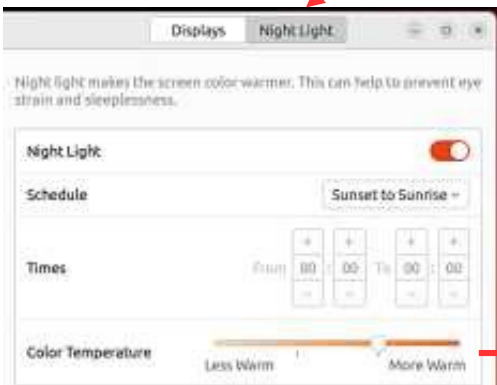 Displays Night Light
Night light makes the screen color warmer. This can help to prevent eye
strain and sleeplessness.
Night Light
Schedule Sunset to Sunrise
+ + + +
Times From 00 : 00 To 00 : 00
- - - -
Color Temperature
Less Warm More Warm